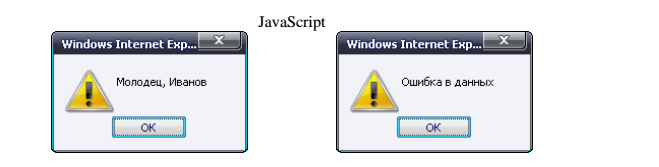 JavaScript
Windows Internet Exp...
Молодец, Иванов
OK
Windows Internet Exp...
Ошибка в данных
OK